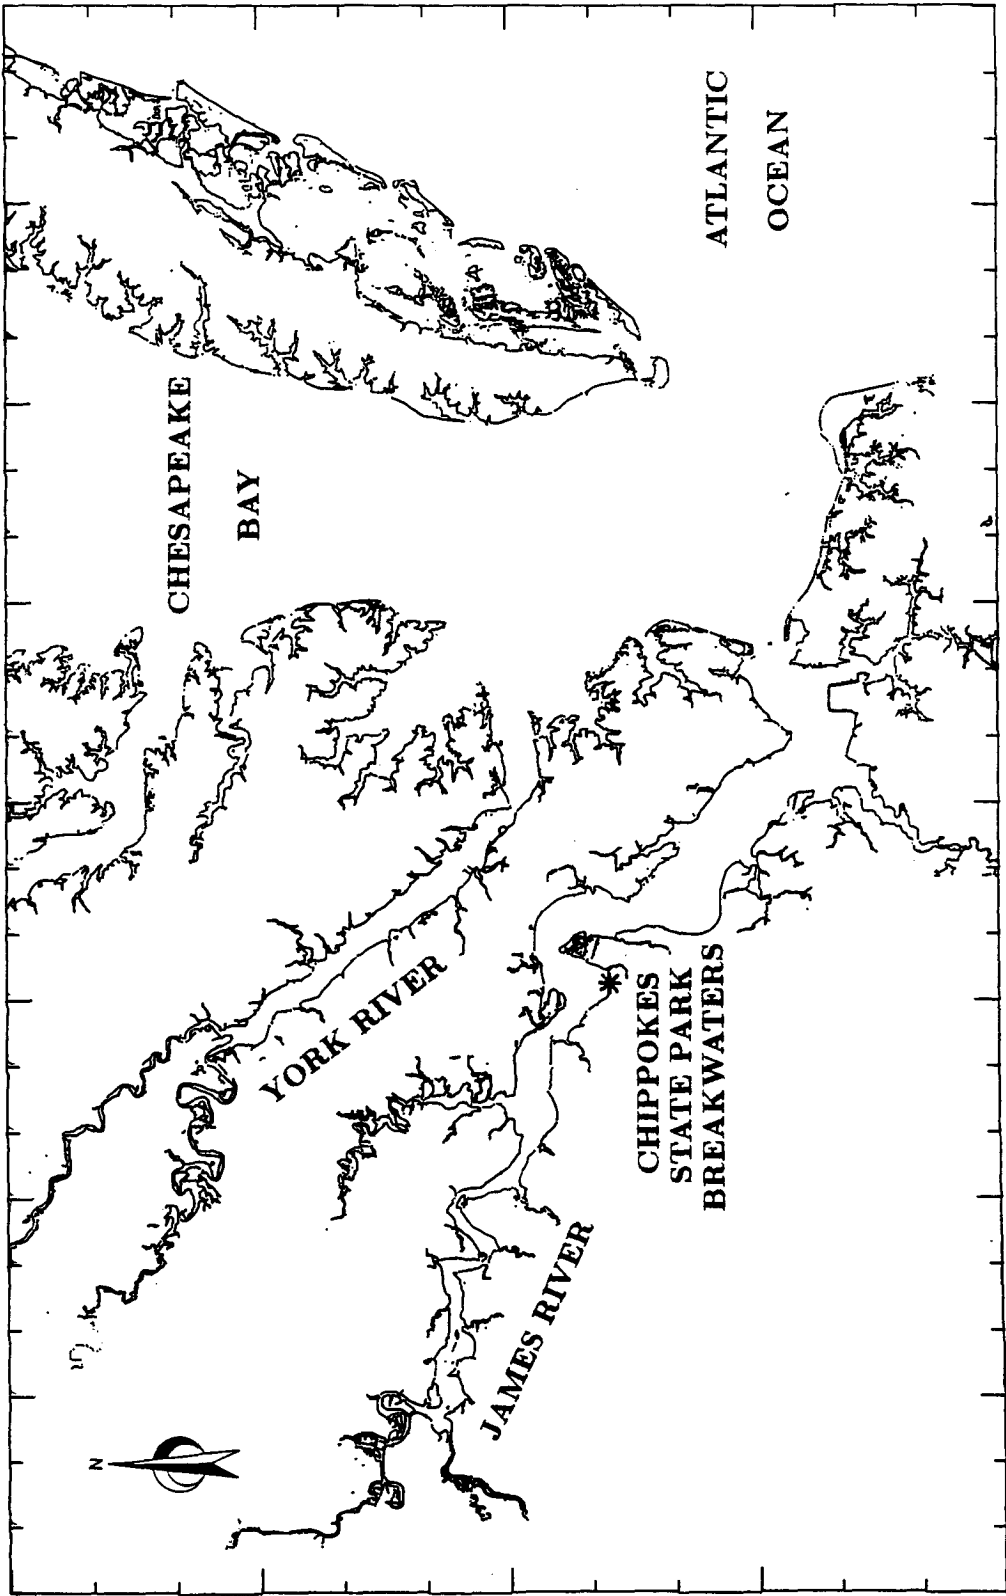 CHESAPEAKE
BAY
ATLANTIC
OCEAN
YORK RIVER
JAMES RIVER
CHIPPOKES
STATE PARK
BREAKWATERS
N